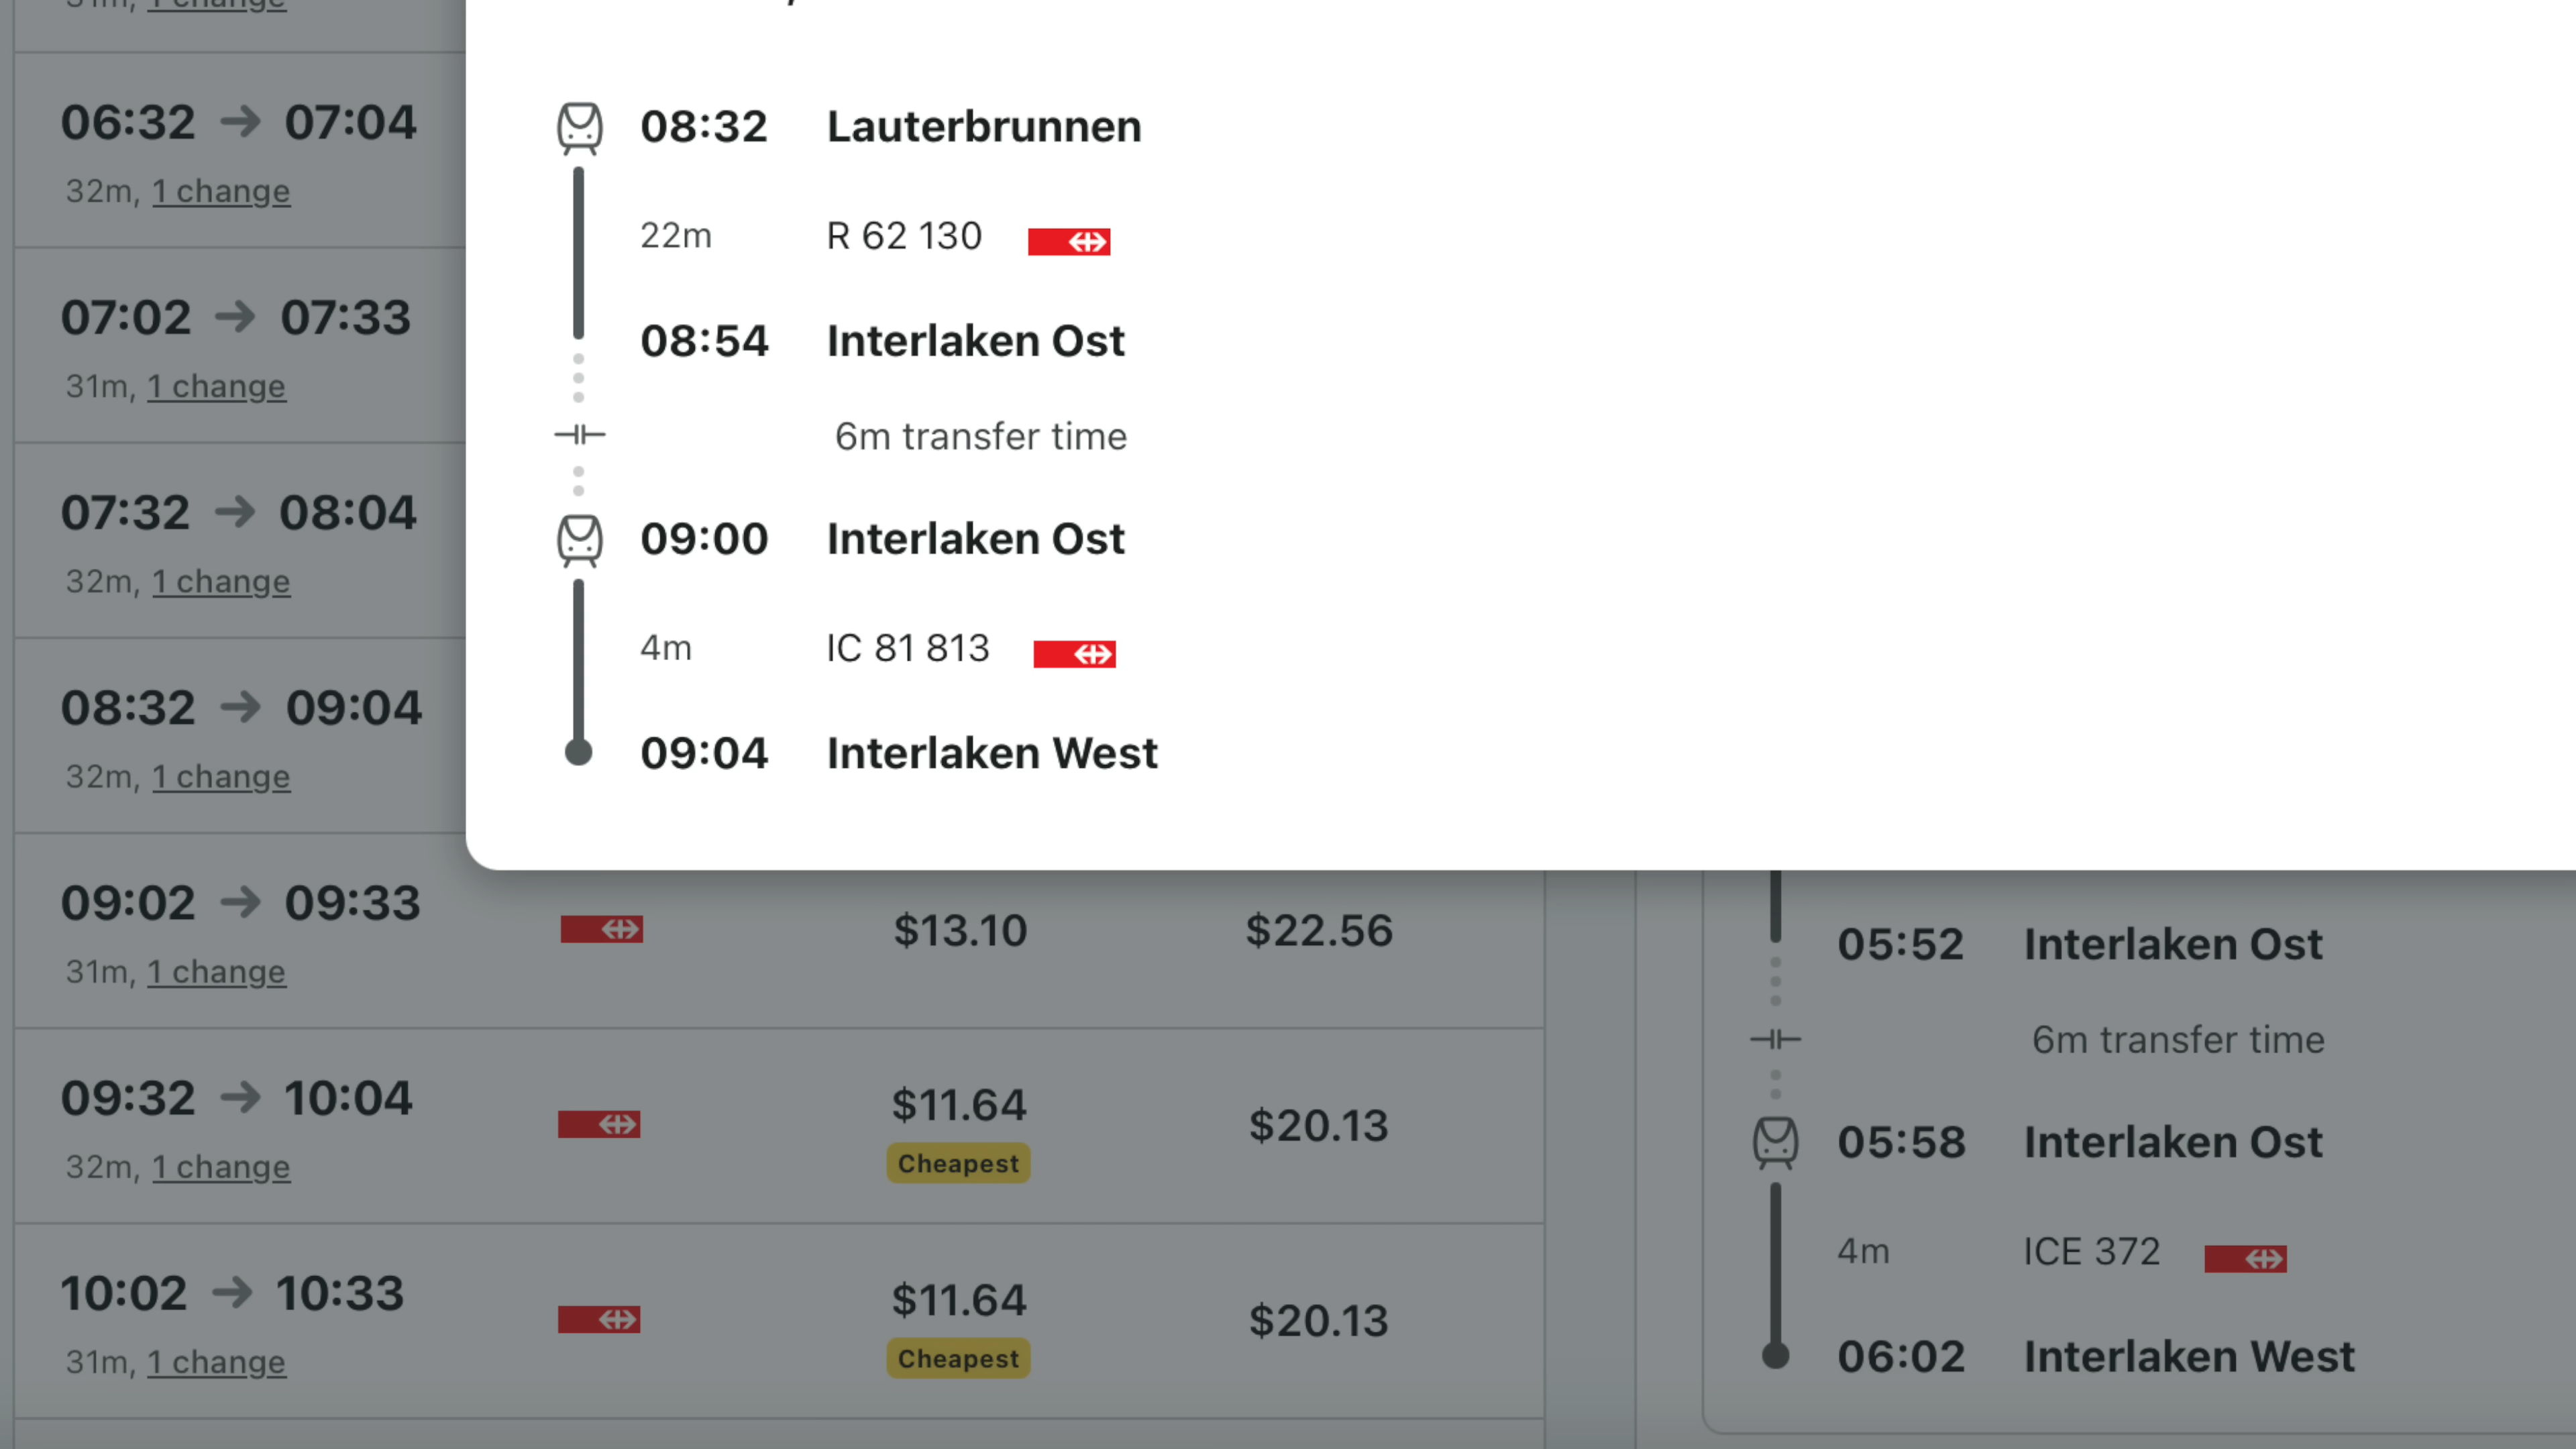 1 change
06:32 → 07:04
32m, 1 change
07:02 → 07:33
31m, 1 change
07:32 → 08:04
32m, 1 change
08:32 → 09:04
32m, 1 change
09:02 → 09:33
31m, 1 change
$13.10
$22.56
09:32 → 10:04
32m, 1 change
$11.64
Cheapest
$20.13
10:02 → 10:33
31m, 1 change
$11.64
Cheapest
$20.13
08:32 Lauterbrunnen
22m R 62 130
08:54 Interlaken Ost
6m transfer time
09:00 Interlaken Ost
4m IC 81 813
09:04 Interlaken West
05:52 Interlaken Ost
6m transfer time
05:58 Interlaken Ost
4m ICE 372
06:02 Interlaken West